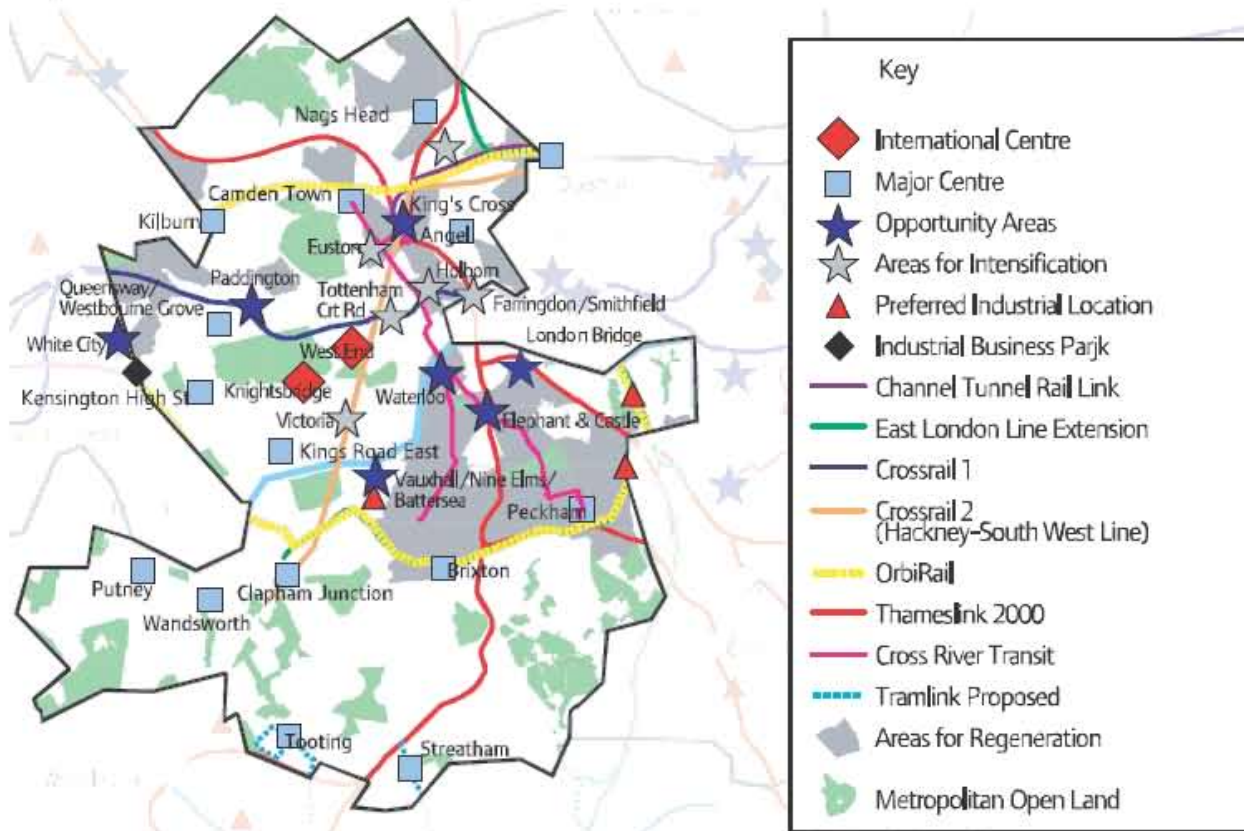 Nags Head
Camden Town
Kilburn
King's Cross
Angel
Euston
Holborn
Paddington
Queensway/
Westbourne Grove
Tottenham
Crt Rd
Farringdon/Smithfield
London Bridge
White City
West End
Kensington High St
Knightsbridge
Waterloo
Victoria
Elephant & Castle
Kings Road East
Vauxhall/Nine Elms/
Battersea
Peckham
Putney
Clapham Junction
Brixton
Wandsworth
Tooting
Streatham
Key
International Centre
Major Centre
Opportunity Areas
Areas for Intensification
Preferred Industrial Location
Industrial Business Parjk
Channel Tunnel Rail Link
East London Line Extension
Crossrail 1
Crossrail 2
(Hackney-South West Line)
OrbiRail
Thameslink 2000
Cross River Transit
Tramlink Proposed
Areas for Regeneration
Metropolitan Open Land